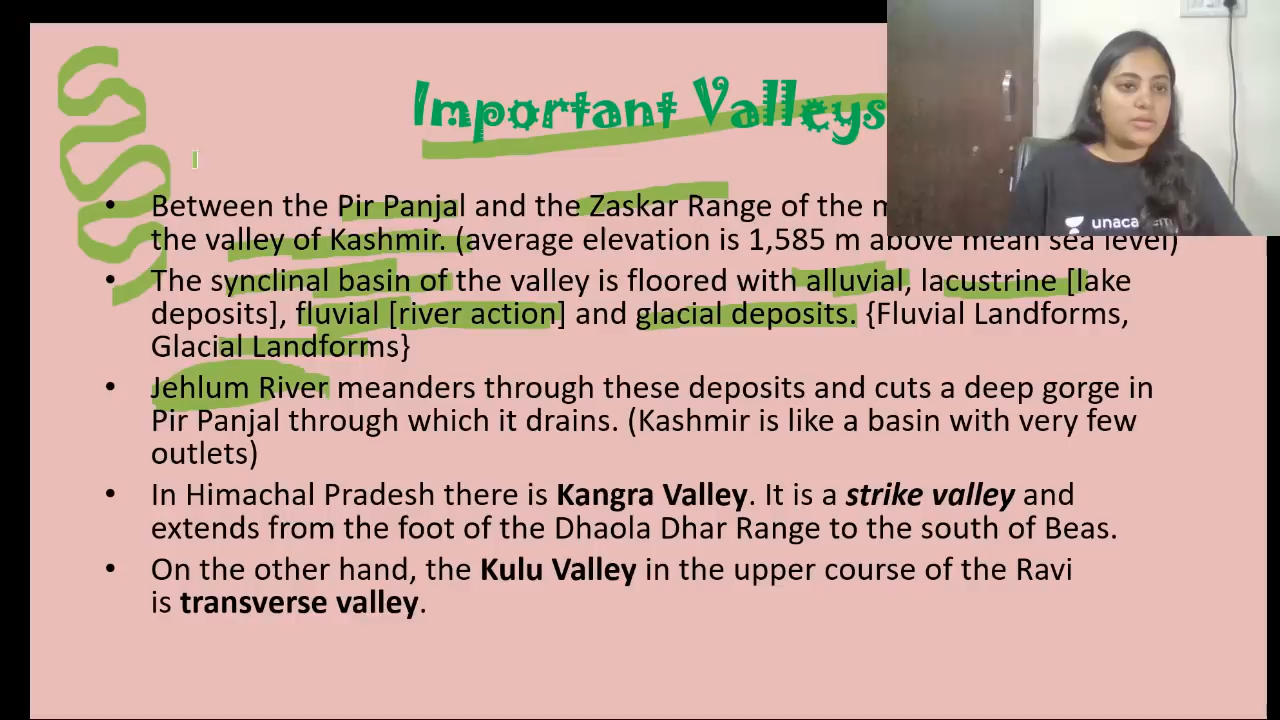 Important Valleys
• Between the Pir Panjal and the Zaskar Range of the
the valley of Kashmir. (average elevation is 1,585 m above mean sea level)
• The synclinal basin of the valley is floored with alluvial, lacustrine [lake
deposits], fluvial [river action] and glacial deposits. {Fluvial Landforms,
Glacial Landforms}
• Jehlum River meanders through these deposits and cuts a deep gorge in
Pir Panjal through which it drains. (Kashmir is like a basin with very few
outlets)
• In Himachal Pradesh there is Kangra Valley. It is a strike valley and
extends from the foot of the Dhaola Dhar Range to the south of Beas.
• On the other hand, the Kulu Valley in the upper course of the Ravi
is transverse valley.